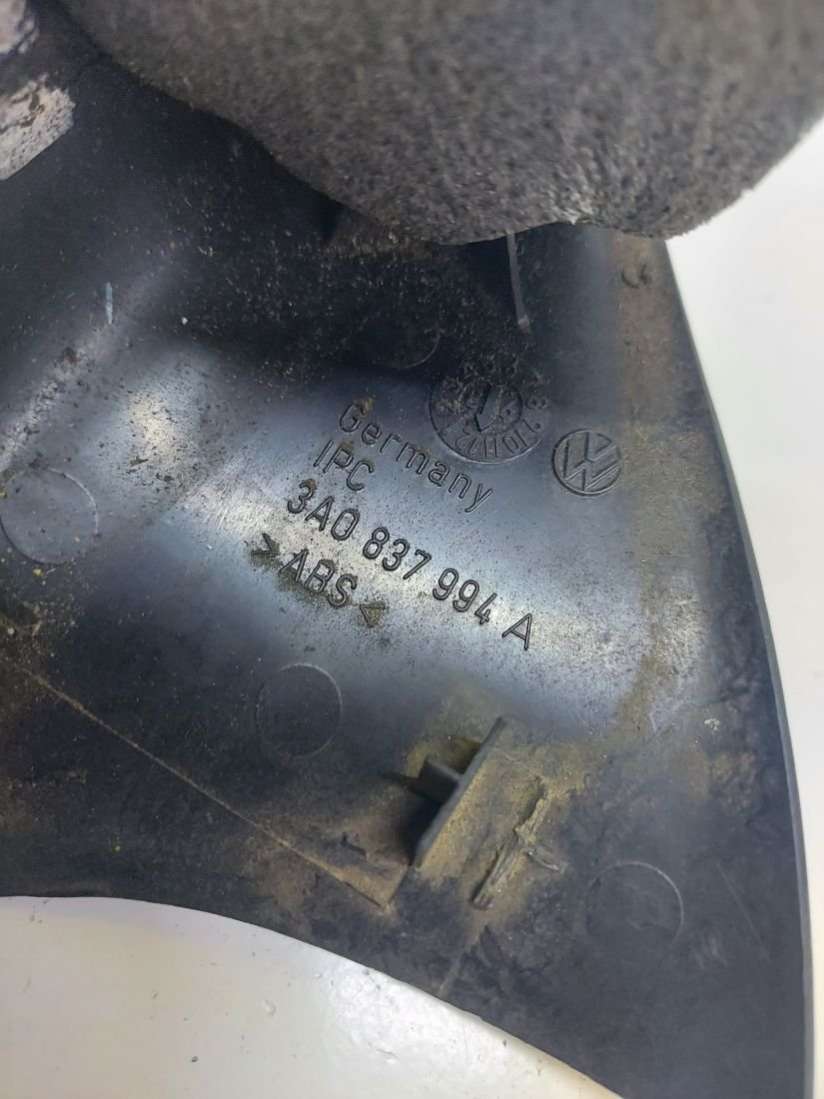 Germany
IPC
3A0 837 994 A
>ABS<